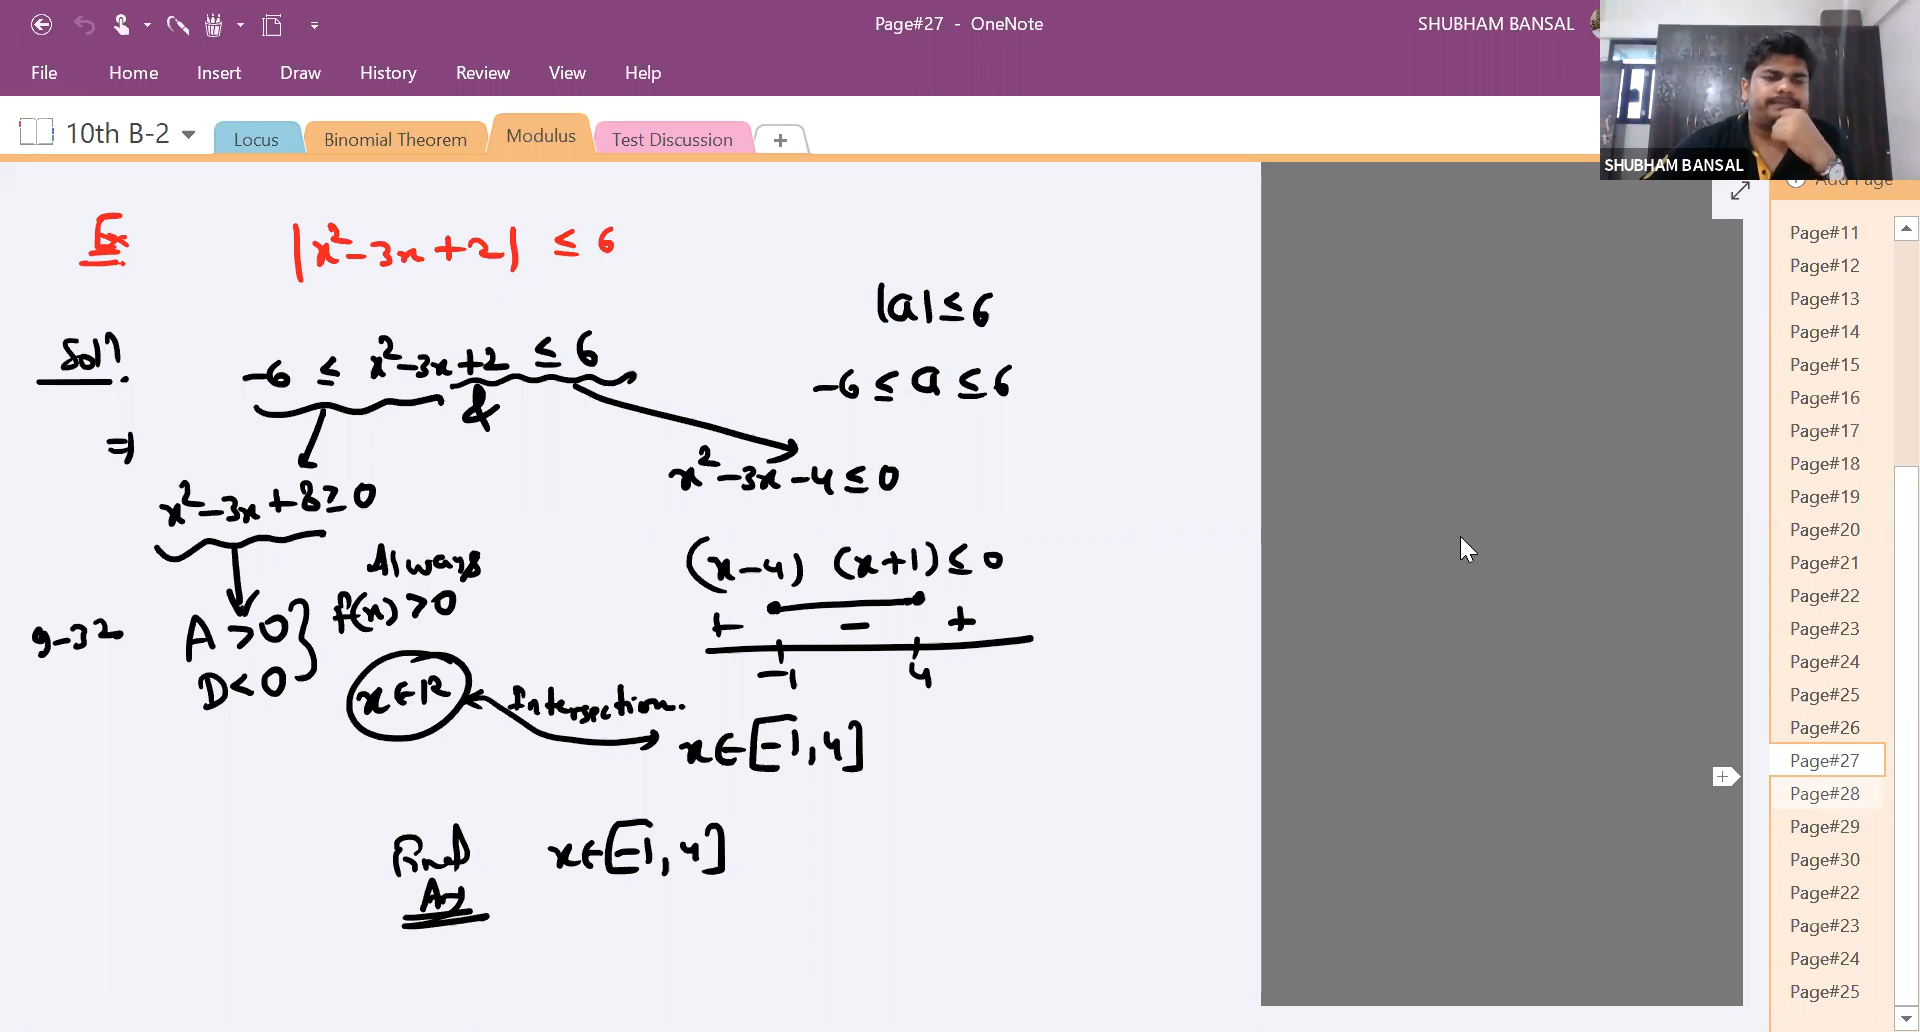 Page#27 - OneNote
SHUBHAM BANSAL
File Home Insert Draw History Review View Help
10th B-2
Locus
Binomial Theorem
Modulus
Test Discussion
+
SHUBHAM BANSAL
Add Page
Ex |x²-3x+2| ≤ 6
|a| ≤ 6
Solⁿ.
-6 ≤ x²-3x+2 ≤ 6
&
-6 ≤ a ≤ 6
⇒
x²-3x+8 ≥ 0
x²-3x-4 ≤ 0
Always
f(x) > 0
(x-4) (x+1) ≤ 0
9-32
A > 0
D < 0
+ - +
-1 4
x∈R
Intersection.
x∈[-1,4]
Final x∈[-1,4]
Ans
Page#11
Page#12
Page#13
Page#14
Page#15
Page#16
Page#17
Page#18
Page#19
Page#20
Page#21
Page#22
Page#23
Page#24
Page#25
Page#26
Page#27
Page#28
Page#29
Page#30
Page#22
Page#23
Page#24
Page#25